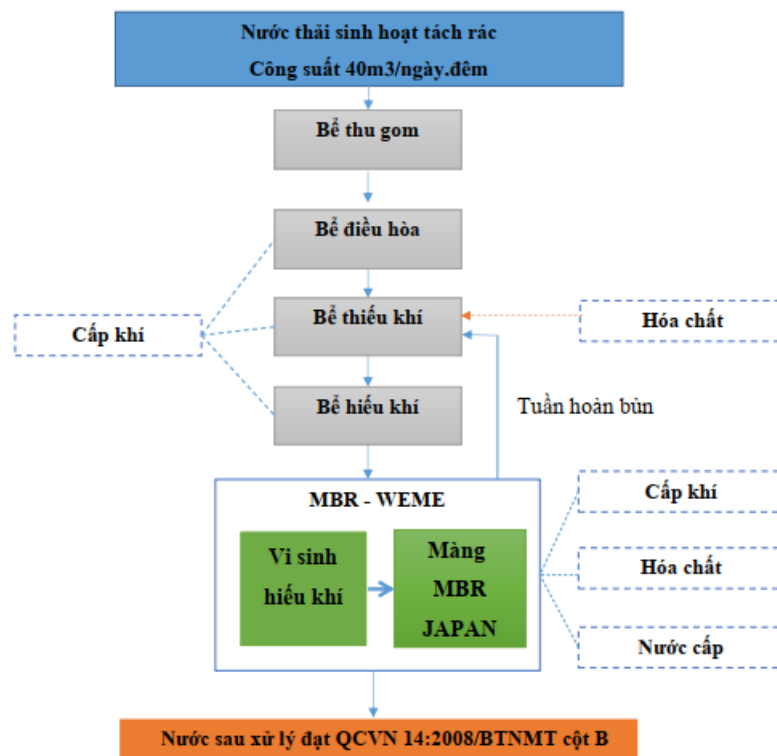 Nước thải sinh hoạt tách rác
Công suất 40m3/ngày.đêm
Bể thu gom
Bể điều hòa
Cấp khí
Bể thiếu khí
Hóa chất
Bể hiếu khí
Tuần hoàn bùn
MBR - WEME
Vi sinh
hiếu khí
Màng
MBR
JAPAN
Cấp khí
Hóa chất
Nước cấp
Nước sau xử lý đạt QCVN 14:2008/BTNMT cột B